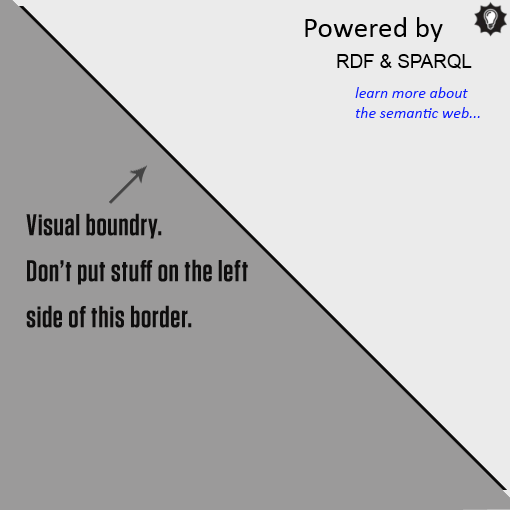 Powered by
RDF & SPARQL
learn more about
the semantic web...
Visual boundry.
Don't put stuff on the left
side of this border.